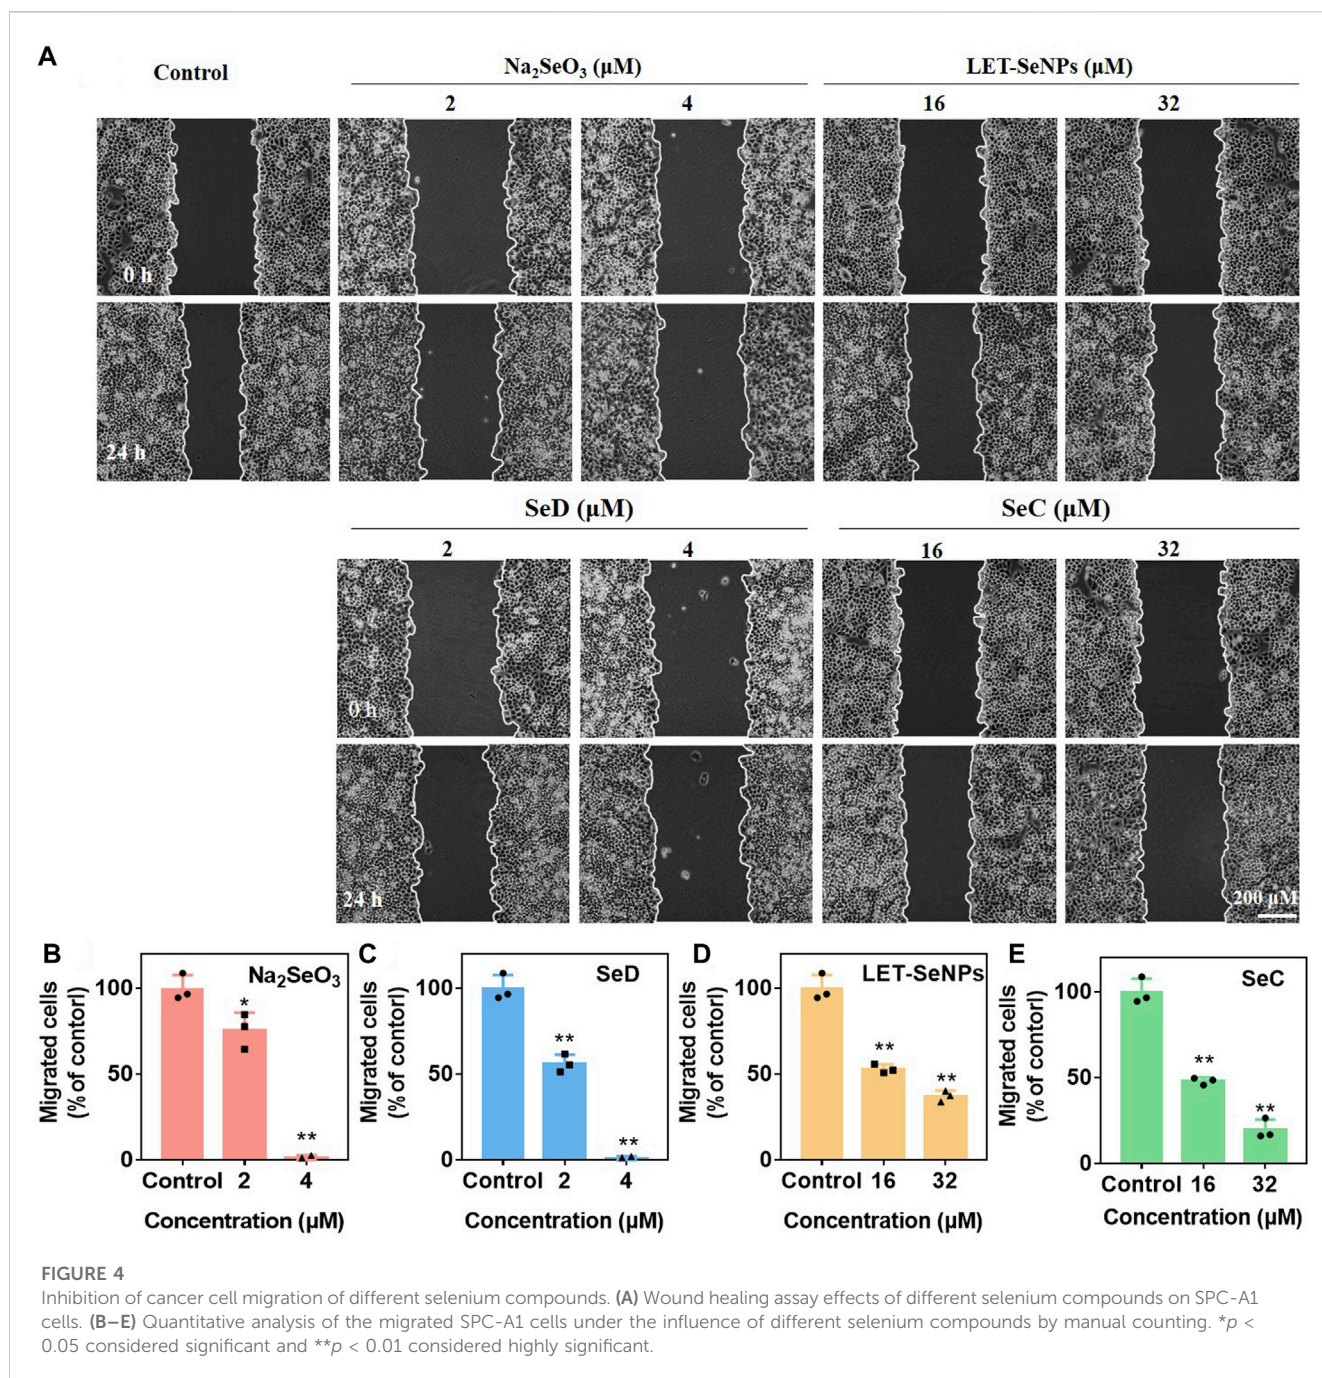 A
Control
Na₂SeO₃ (μM)
LET-SeNPs (μM)
2
4
16
32
0 h
24 h
SeD (μM)
SeC (μM)
2
4
16
32
0 h
24 h
200 μM
B
Migrated cells
(% of contorl)
100
50
0
Na₂SeO₃
*
**
Control 2 4
Concentration (μM)
C
Migrated cells
(% of contorl)
100
50
0
SeD
**
**
Control 2 4
Concentration (μM)
D
Migrated cells
(% of contorl)
100
50
0
LET-SeNPs
**
**
Control 16 32
Concentration (μM)
E
Migrated cells
(% of contorl)
100
50
0
SeC
**
**
Control 16 32
Concentration (μM)
FIGURE 4
Inhibition of cancer cell migration of different selenium compounds. (A) Wound healing assay effects of different selenium compounds on SPC-A1
cells. (B–E) Quantitative analysis of the migrated SPC-A1 cells under the influence of different selenium compounds by manual counting. *p <
0.05 considered significant and **p < 0.01 considered highly significant.